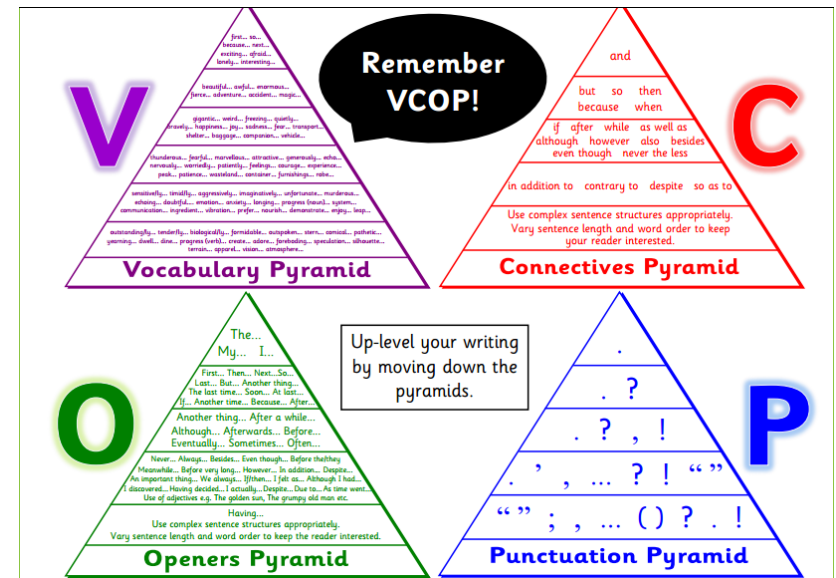 V
first... so...
because... next...
exciting... afraid...
lonely... interesting...
beautiful... awful... enormous...
fierce... adventure... accident... magic...
gigantic... weird... freezing... quietly...
bravely... happiness... joy... sadness... fear... transport...
shelter... baggage... companion... vehicle...
thunderous... fearful... marvellous... attractive... generously... echo...
nervously... worriedly... patiently... feelings... courage... experience...
peak... patience... wasteland... container... furnishings... robe...
sensitively... timidly... aggressively... imaginatively... unfortunate... murderous...
echoing... doubtful... emotion... anxiety... longing... progress (noun)... system...
communication... ingredient... vibration... prefer... nourish... demonstrate... enjoy... leap...
outstandingly... tenderly... biologically... formidable... outspoken... stern... comical... pathetic...
yearning... dwell... dine... progress (verb)... create... adore... foreboding... speculation... silhouette...
terrain... apparel... vision... atmosphere...
Vocabulary Pyramid
Remember
VCOP!
C
and
but so then
because when
if after while as well as
although however also besides
even though never the less
in addition to contrary to despite so as to
Use complex sentence structures appropriately.
Vary sentence length and word order to keep
your reader interested.
Connectives Pyramid
O
The...
My... I...
First... Then... Next...So...
Last... But... Another thing...
The last time... Soon... At last...
If... Another time... Because... After...
Another thing... After a while...
Although... Afterwards... Before...
Eventually... Sometimes... Often...
Never... Always... Besides... Even though... Before the/they
Meanwhile... Before very long... However... In addition... Despite...
An important thing... We always... If/then... I felt as... Although I had...
I discovered... Having decided... I actually... Despite... Due to... As time went...
Use of adjectives e.g. The golden sun, The grumpy old man etc.
Having...
Use complex sentence structures appropriately.
Vary sentence length and word order to keep the reader interested.
Openers Pyramid
Up-level your writing
by moving down the
pyramids.
P
.
. ?
. ? , !
. ’ , ... ? ! “ ”
“ ” ; , ... ( ) ? . !
Punctuation Pyramid